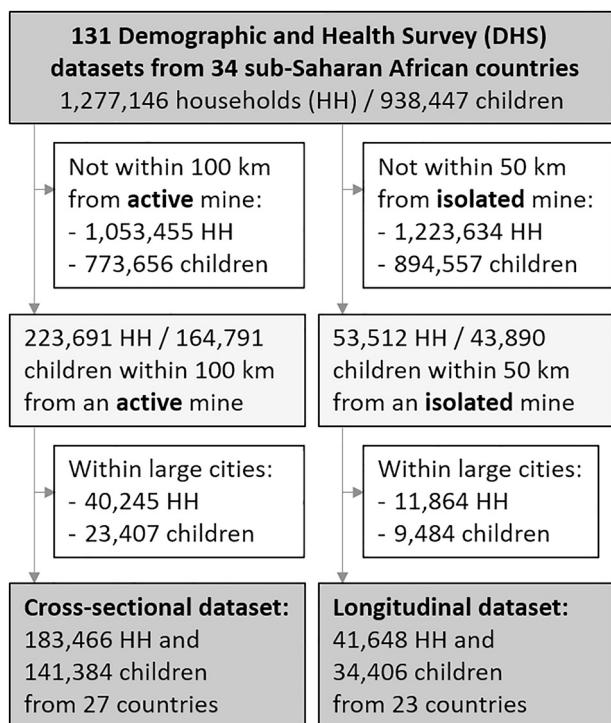 131 Demographic and Health Survey (DHS)
datasets from 34 sub-Saharan African countries
1,277,146 households (HH) / 938,447 children
Not within 100 km
from active mine:
- 1,053,455 HH
- 773,656 children
Not within 50 km
from isolated mine:
- 1,223,634 HH
- 894,557 children
223,691 HH / 164,791
children within 100 km
from an active mine
53,512 HH / 43,890
children within 50 km
from an isolated mine
Within large cities:
- 40,245 HH
- 23,407 children
Within large cities:
- 11,864 HH
- 9,484 children
Cross-sectional dataset:
183,466 HH and
141,384 children
from 27 countries
Longitudinal dataset:
41,648 HH and
34,406 children
from 23 countries